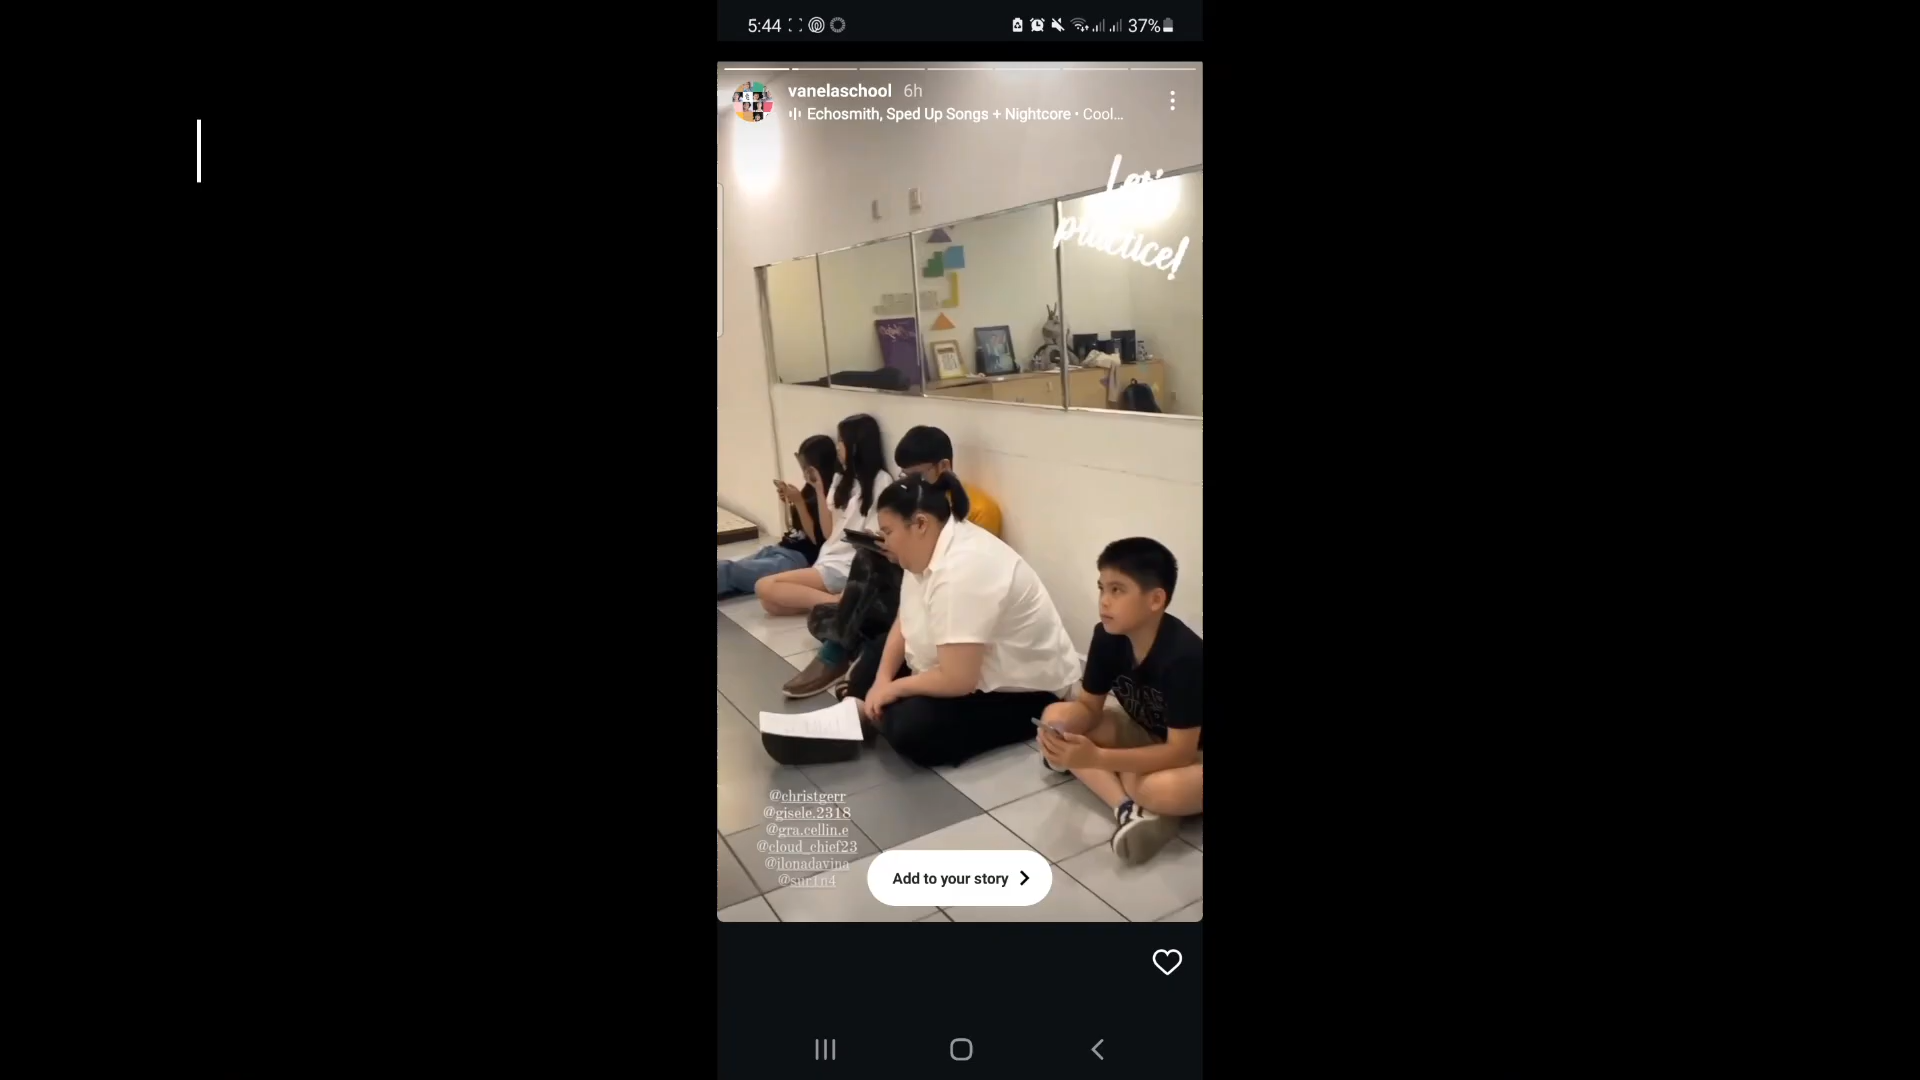 5:44
37%
vanelaschool 6h
Echosmith, Sped Up Songs + Nightcore • Cool...
practice!
@christgerr
@gisele.2318
@gra.cellin.e
@cloud_chief23
@ilonadavina
@sur1n4
Add to your story